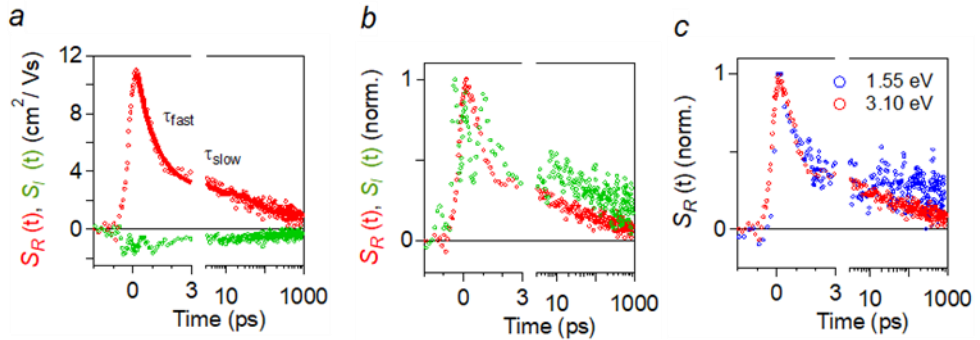 a
b
c
S_R (t), S_I (t) (cm²/ Vs)
12
8
4
0
τ_fast
τ_slow
0
3
10
1000
Time (ps)
S_R (t), S_I (t) (norm.)
1
0
0
3
10
1000
Time (ps)
S_R (t) (norm.)
1
0
1.55 eV
3.10 eV
0
3
10
1000
Time (ps)